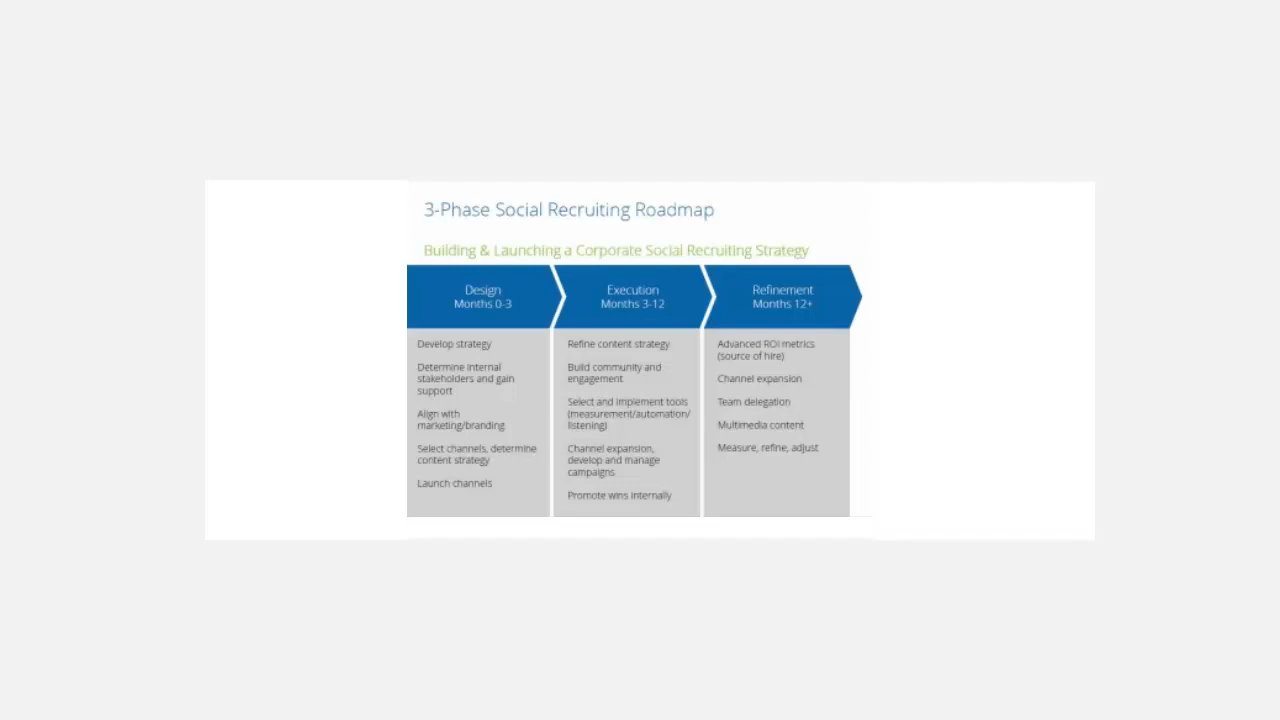 3-Phase Social Recruiting Roadmap
Building & Launching a Corporate Social Recruiting Strategy
Design
Months 0-3
Develop strategy
Determine internal
stakeholders and gain
support
Align with
marketing/branding
Select channels, determine
content strategy
Launch channels
Execution
Months 3-12
Refine content strategy
Build community and
engagement
Select and implement tools
(measurement/automation/
listening)
Channel expansion,
develop and manage
campaigns
Promote wins internally
Refinement
Months 12+
Advanced ROI metrics
(source of hire)
Channel expansion
Team delegation
Multimedia content
Measure, refine, adjust